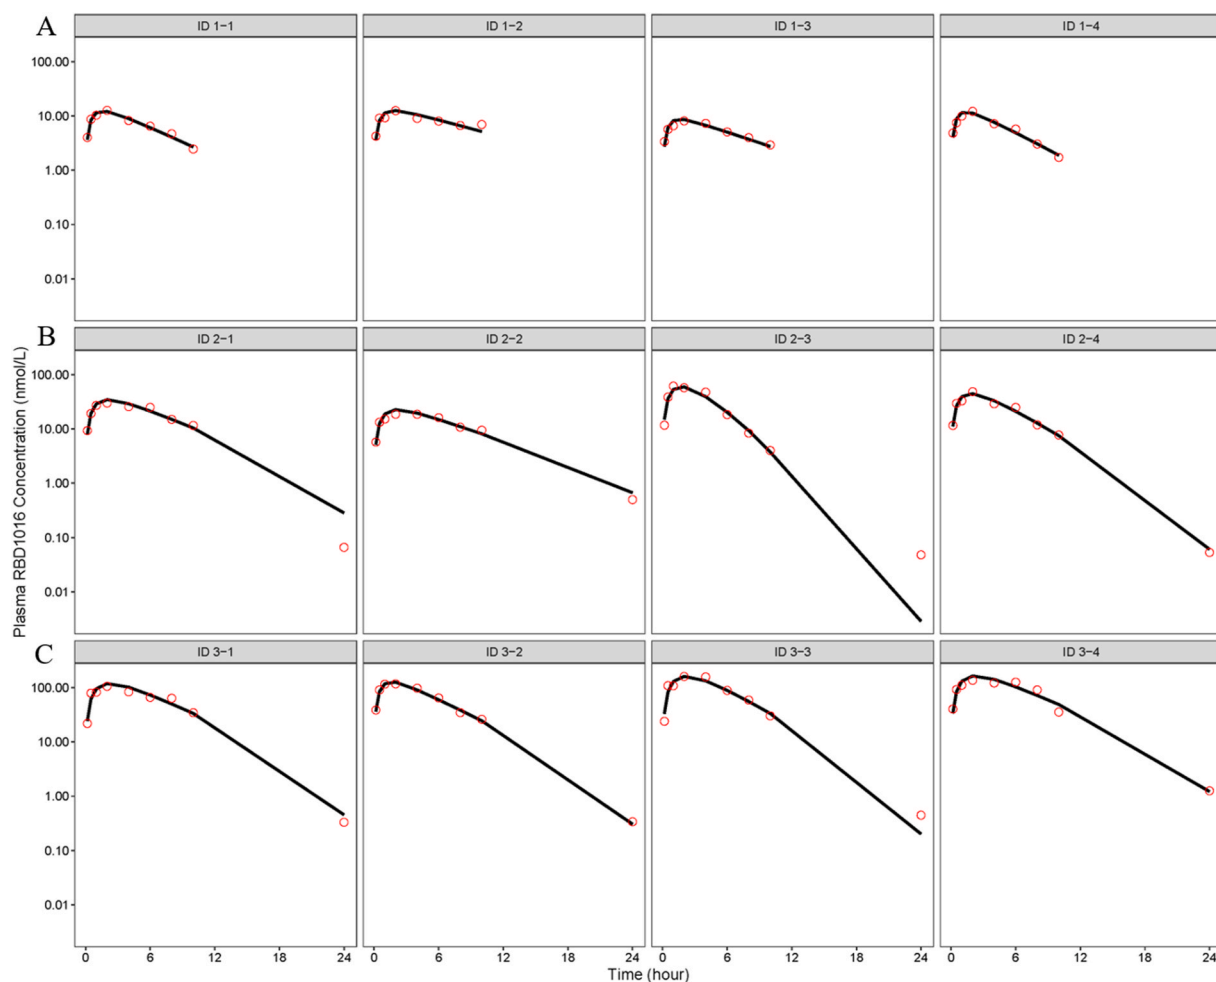 A
ID 1−1 ID 1−2 ID 1−3 ID 1−4
100.00
10.00
1.00
0.10
0.01
B
ID 2−1 ID 2−2 ID 2−3 ID 2−4
100.00
10.00
1.00
0.10
0.01
Plasma RBD1016 Concentration (nmol/L)
C
ID 3−1 ID 3−2 ID 3−3 ID 3−4
100.00
10.00
1.00
0.10
0.01
0 6 12 18 24 0 6 12 18 24 0 6 12 18 24 0 6 12 18 24
Time (hour)